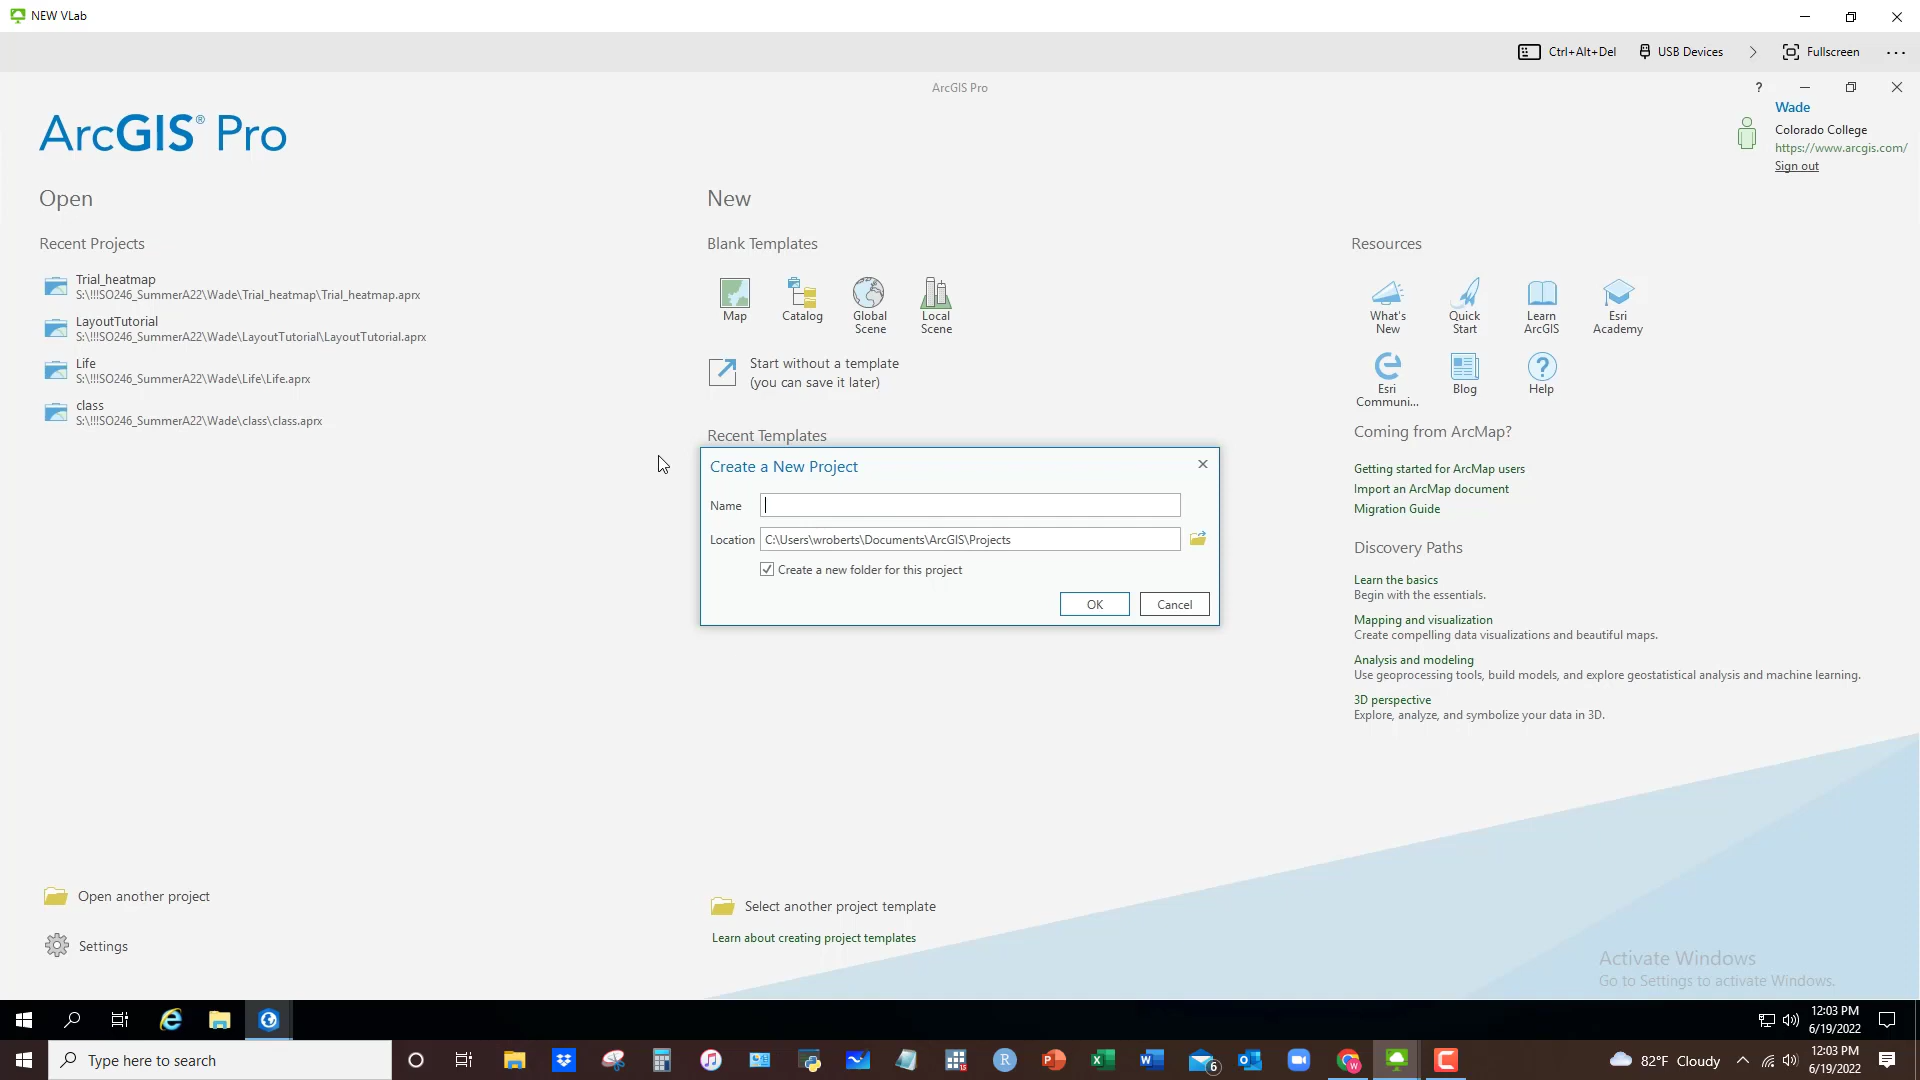 NEW VLab
Ctrl+Alt+Del
USB Devices
Fullscreen
ArcGIS Pro
?
Wade
Colorado College
https://www.arcgis.com/
Sign out
ArcGIS® Pro
Open
Recent Projects
Trial_heatmap
S:\!!!SO246_SummerA22\Wade\Trial_heatmap\Trial_heatmap.aprx
LayoutTutorial
S:\!!!SO246_SummerA22\Wade\LayoutTutorial\LayoutTutorial.aprx
Life
S:\!!!SO246_SummerA22\Wade\Life\Life.aprx
class
S:\!!!SO246_SummerA22\Wade\class\class.aprx
Open another project
Settings
New
Blank Templates
Map
Catalog
Global
Scene
Local
Scene
Start without a template
(you can save it later)
Recent Templates
Create a New Project
Name
Location
C:\Users\wroberts\Documents\ArcGIS\Projects
Create a new folder for this project
OK
Cancel
Select another project template
Learn about creating project templates
Resources
What's
New
Quick
Start
Learn
ArcGIS
Esri
Academy
Esri
Communi...
Blog
Help
Coming from ArcMap?
Getting started for ArcMap users
Import an ArcMap document
Migration Guide
Discovery Paths
Learn the basics
Begin with the essentials.
Mapping and visualization
Create compelling data visualizations and beautiful maps.
Analysis and modeling
Use geoprocessing tools, build models, and explore geostatistical analysis and machine learning.
3D perspective
Explore, analyze, and symbolize your data in 3D.
Activate Windows
Go to Settings to activate Windows.
12:03 PM
6/19/2022
Type here to search
6
82°F Cloudy
12:03 PM
6/19/2022